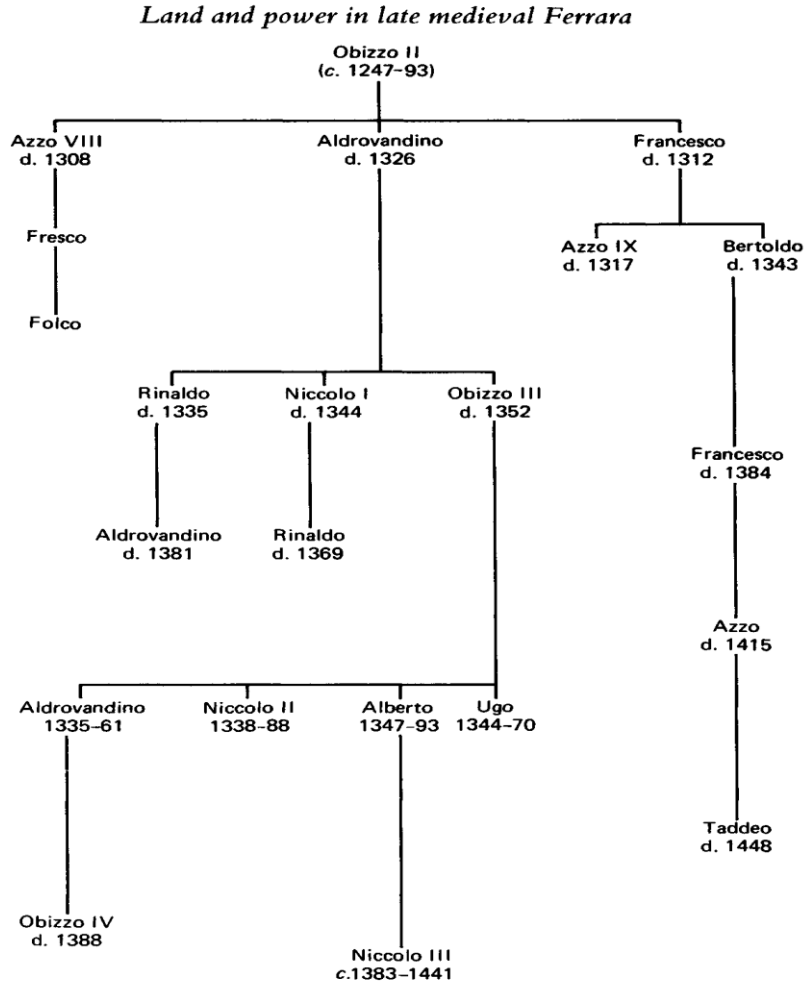 Land and power in late medieval Ferrara
Obizzo II
(c. 1247–93)
Azzo VIII
d. 1308
Aldrovandino
d. 1326
Francesco
d. 1312
Fresco
Azzo IX
d. 1317
Bertoldo
d. 1343
Folco
Rinaldo
d. 1335
Niccolo I
d. 1344
Obizzo III
d. 1352
Francesco
d. 1384
Aldrovandino
d. 1381
Rinaldo
d. 1369
Azzo
d. 1415
Aldrovandino
1335–61
Niccolo II
1338–88
Alberto
1347–93
Ugo
1344–70
Taddeo
d. 1448
Obizzo IV
d. 1388
Niccolo III
c.1383–1441